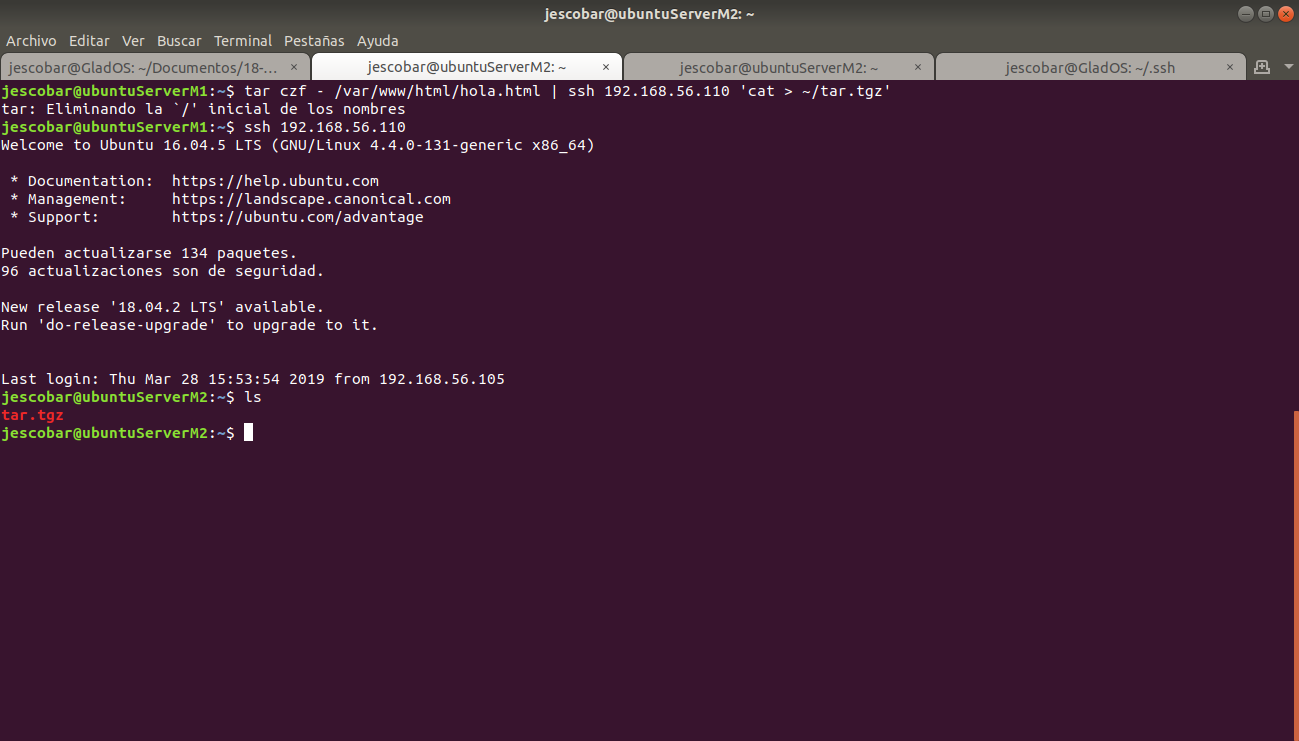 jescobar@ubuntuServerM2: ~
Archivo Editar Ver Buscar Terminal Pestañas Ayuda
jescobar@GladOS: ~/Documentos/18-... × jescobar@ubuntuServerM2: ~ × jescobar@ubuntuServerM2: ~ × jescobar@GladOS: ~/.ssh ×
jescobar@ubuntuServerM1:~$ tar czf - /var/www/html/hola.html | ssh 192.168.56.110 'cat > ~/tar.tgz'
tar: Eliminando la `/' inicial de los nombres
jescobar@ubuntuServerM1:~$ ssh 192.168.56.110
Welcome to Ubuntu 16.04.5 LTS (GNU/Linux 4.4.0-131-generic x86_64)
* Documentation: https://help.ubuntu.com
* Management: https://landscape.canonical.com
* Support: https://ubuntu.com/advantage
Pueden actualizarse 134 paquetes.
96 actualizaciones son de seguridad.
New release '18.04.2 LTS' available.
Run 'do-release-upgrade' to upgrade to it.
Last login: Thu Mar 28 15:53:54 2019 from 192.168.56.105
jescobar@ubuntuServerM2:~$ ls
tar.tgz
jescobar@ubuntuServerM2:~$